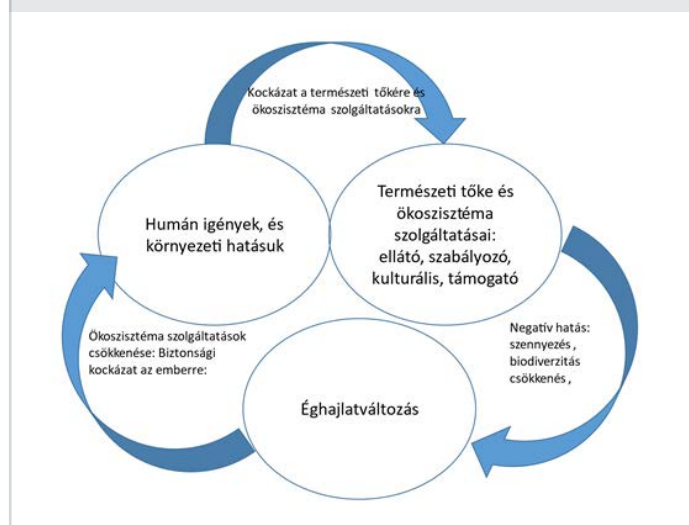 Kockázat a természeti tőkére és
ökoszisztéma szolgáltatásokra
Humán igények, és
környezeti hatásuk
Természeti tőke és
ökoszisztéma
szolgáltatásai:
ellátó, szabályozó,
kulturális, támogató
Ökoszisztéma szolgáltatások
csökkenése: Biztonsági
kockázat az emberre:
Negatív hatás:
szennyezés ,
biodiverzitás
csökkenés ,
Éghajlatváltozás